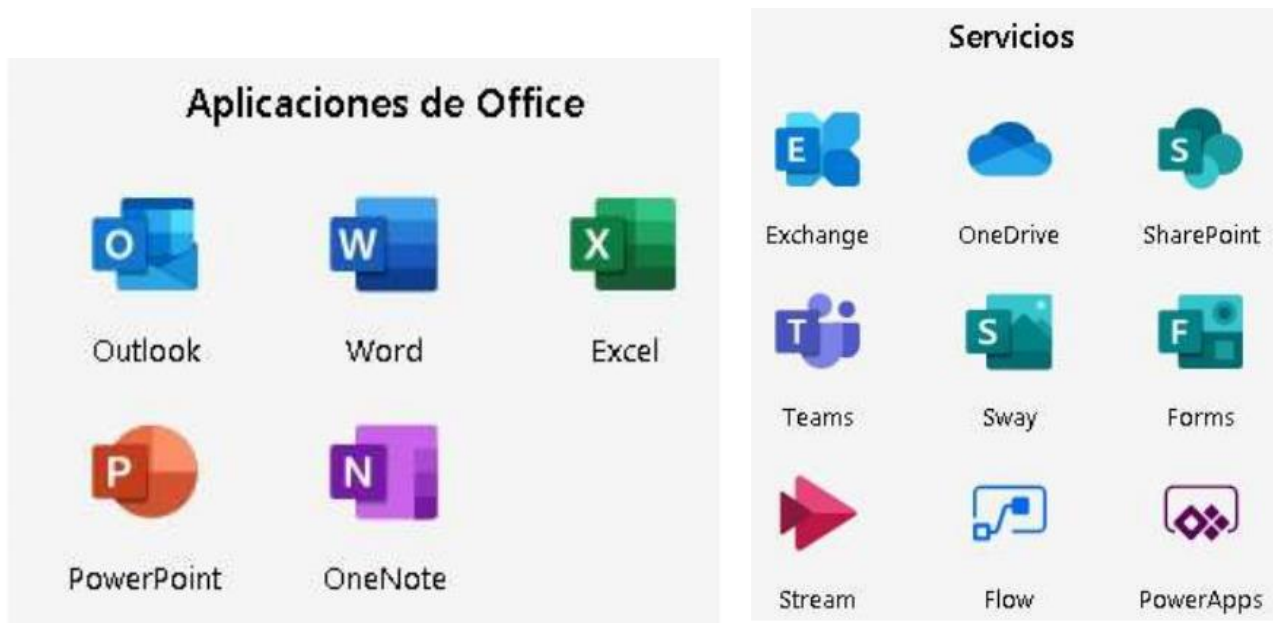 Aplicaciones de Office
O W X
Outlook Word Excel
P N
PowerPoint OneNote
Servicios
E S
Exchange OneDrive SharePoint
T S F
Teams Sway Forms
Stream Flow PowerApps